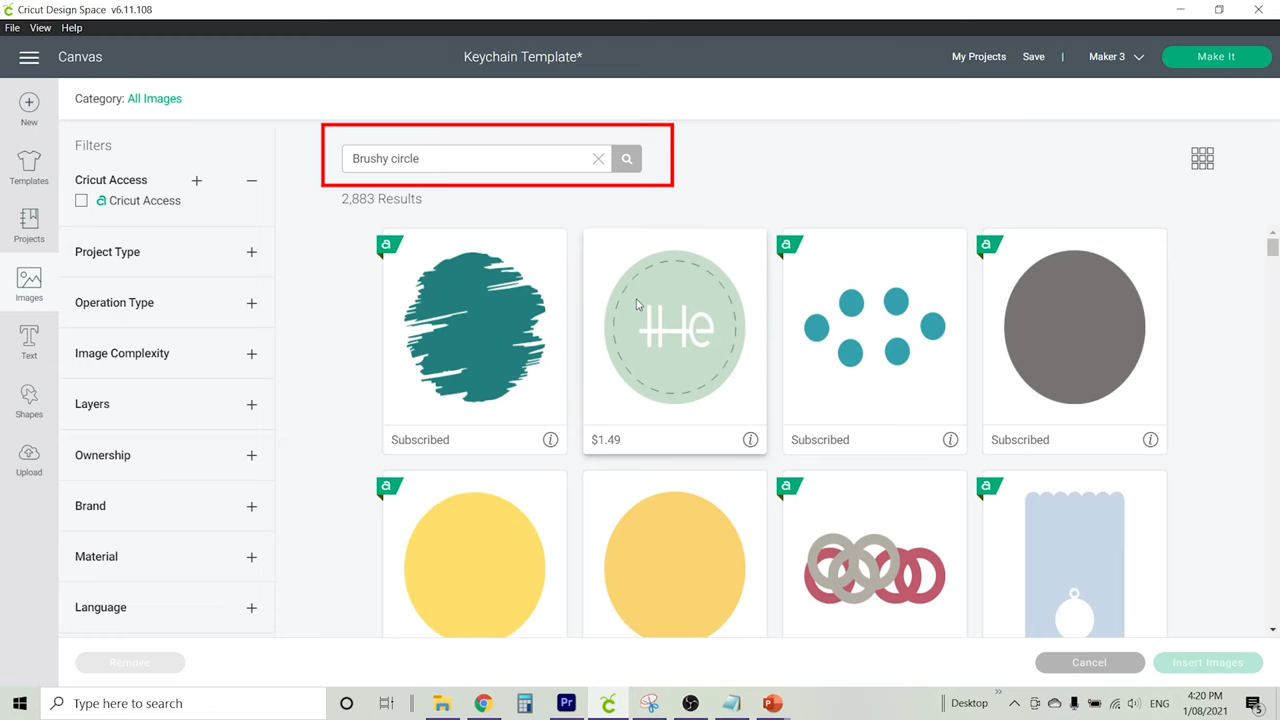 Cricut Design Space v6.11.108
File View Help
Canvas
Keychain Template*
My Projects Save | Maker 3 Make It
New
Templates
Projects
Images
Text
Shapes
Upload
Category: All Images
Filters
Cricut Access
a Cricut Access
Project Type
Operation Type
Image Complexity
Layers
Ownership
Brand
Material
Language
Brushy circle
2,883 Results
a
Subscribed
tHe
$1.49
a
Subscribed
a
Subscribed
a
a
a
Remove
Cancel
Insert Images
Type here to search
Pr
Desktop
ENG
4:20 PM
1/08/2021
5